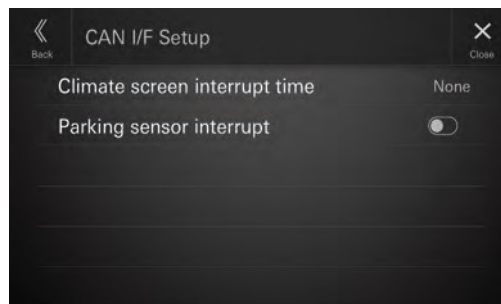 Back
CAN I/F Setup
Close
Climate screen interrupt time
None
Parking sensor interrupt